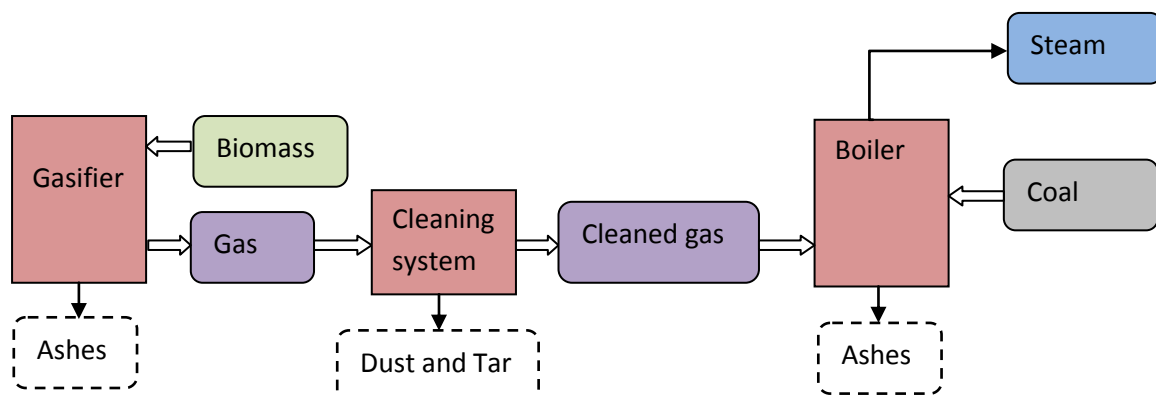 Steam
Biomass
Boiler
Gasifier
Coal
Cleaning
system
Gas
Cleaned gas
Ashes
Dust and Tar
Ashes